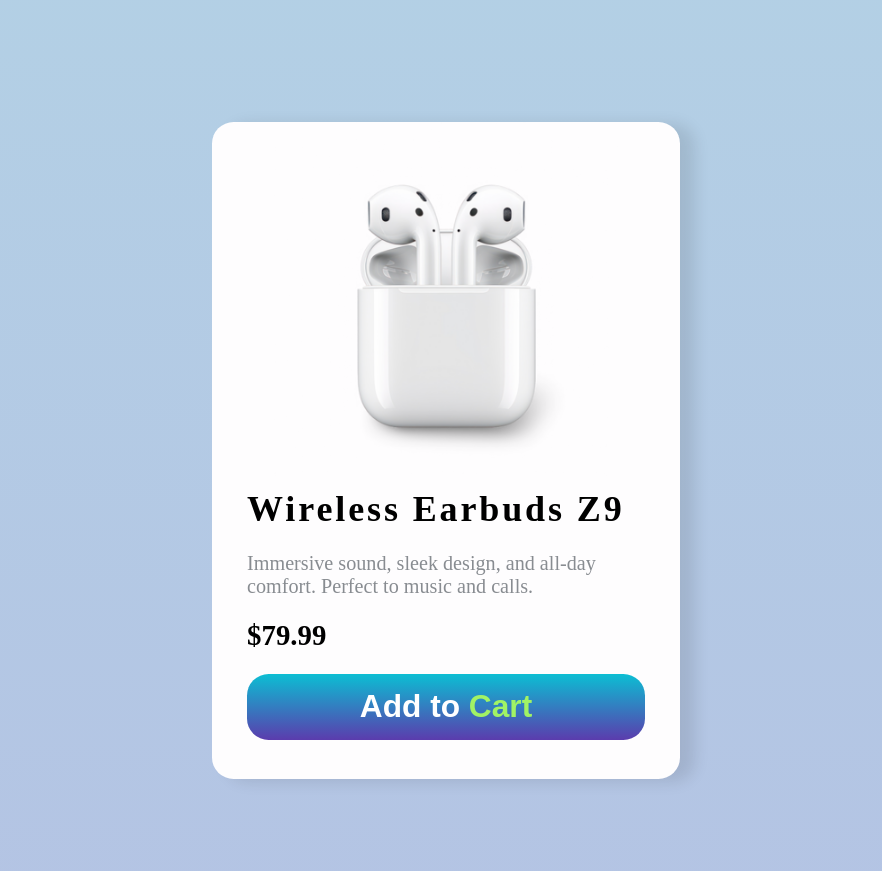 Wireless Earbuds Z9
Immersive sound, sleek design, and all-day
comfort. Perfect to music and calls.
$79.99
Add to Cart